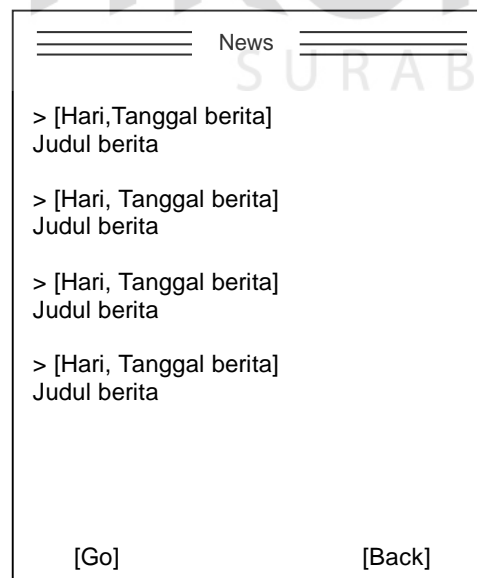 News
SURAB
> [Hari,Tanggal berita]
Judul berita
> [Hari, Tanggal berita]
Judul berita
> [Hari, Tanggal berita]
Judul berita
> [Hari, Tanggal berita]
Judul berita
[Go] [Back]